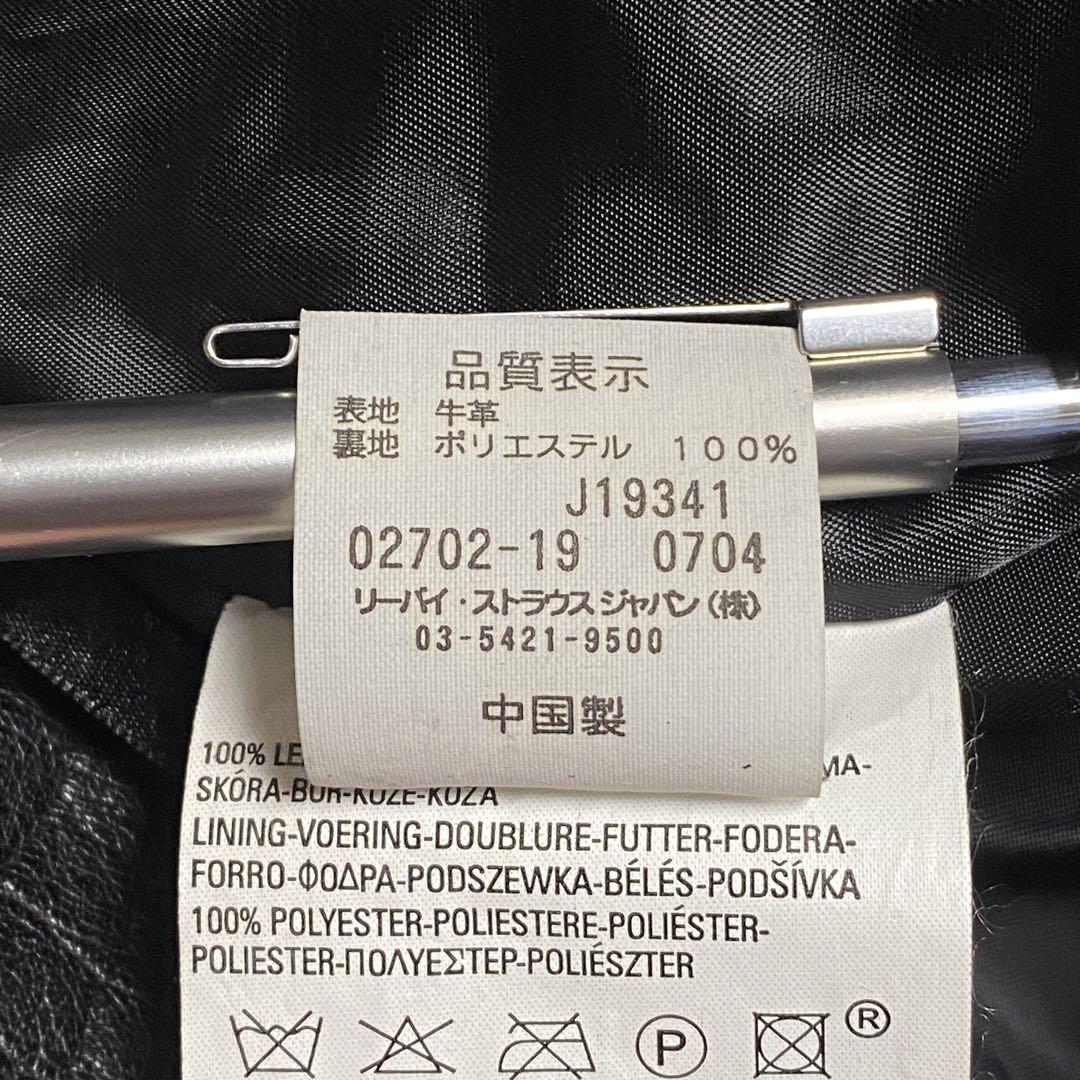 品質表示
表地 牛革
裏地 ポリエステル 100%
J19341
02702-19 0704
リーバイ・ストラウスジャパン(株)
03-5421-9500
中国製
100%
SKÓRA-BŐR-KŮŽE-KOŽA
LINING-VOERING-DOUBLURE-FUTTER-FODERA-
FORRO-ΦΟΔΡΑ-PODSZEWKA-BÉLÉS-PODŠÍVKA
100% POLYESTER-POLIESTERE-POLIÉSTER-
POLIESTER-ΠΟΛΥΕΣΤΕΡ-POLIÉSZTER
P
®